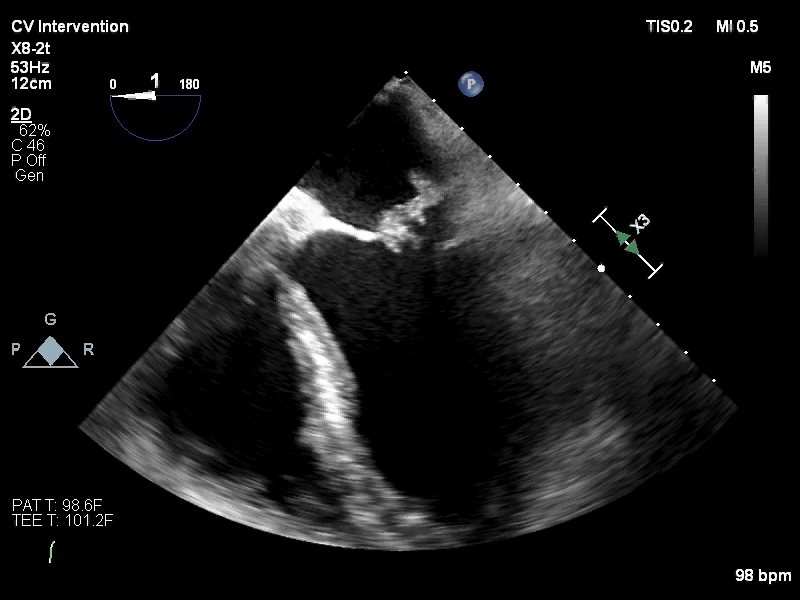 CV Intervention
X8-2t
53Hz
12cm
2D
62%
C 46
P Off
Gen
0 1 180
P
TIS0.2 MI 0.5
M5
X3
G
P R
PAT T: 98.6F
TEE T: 101.2F
98 bpm